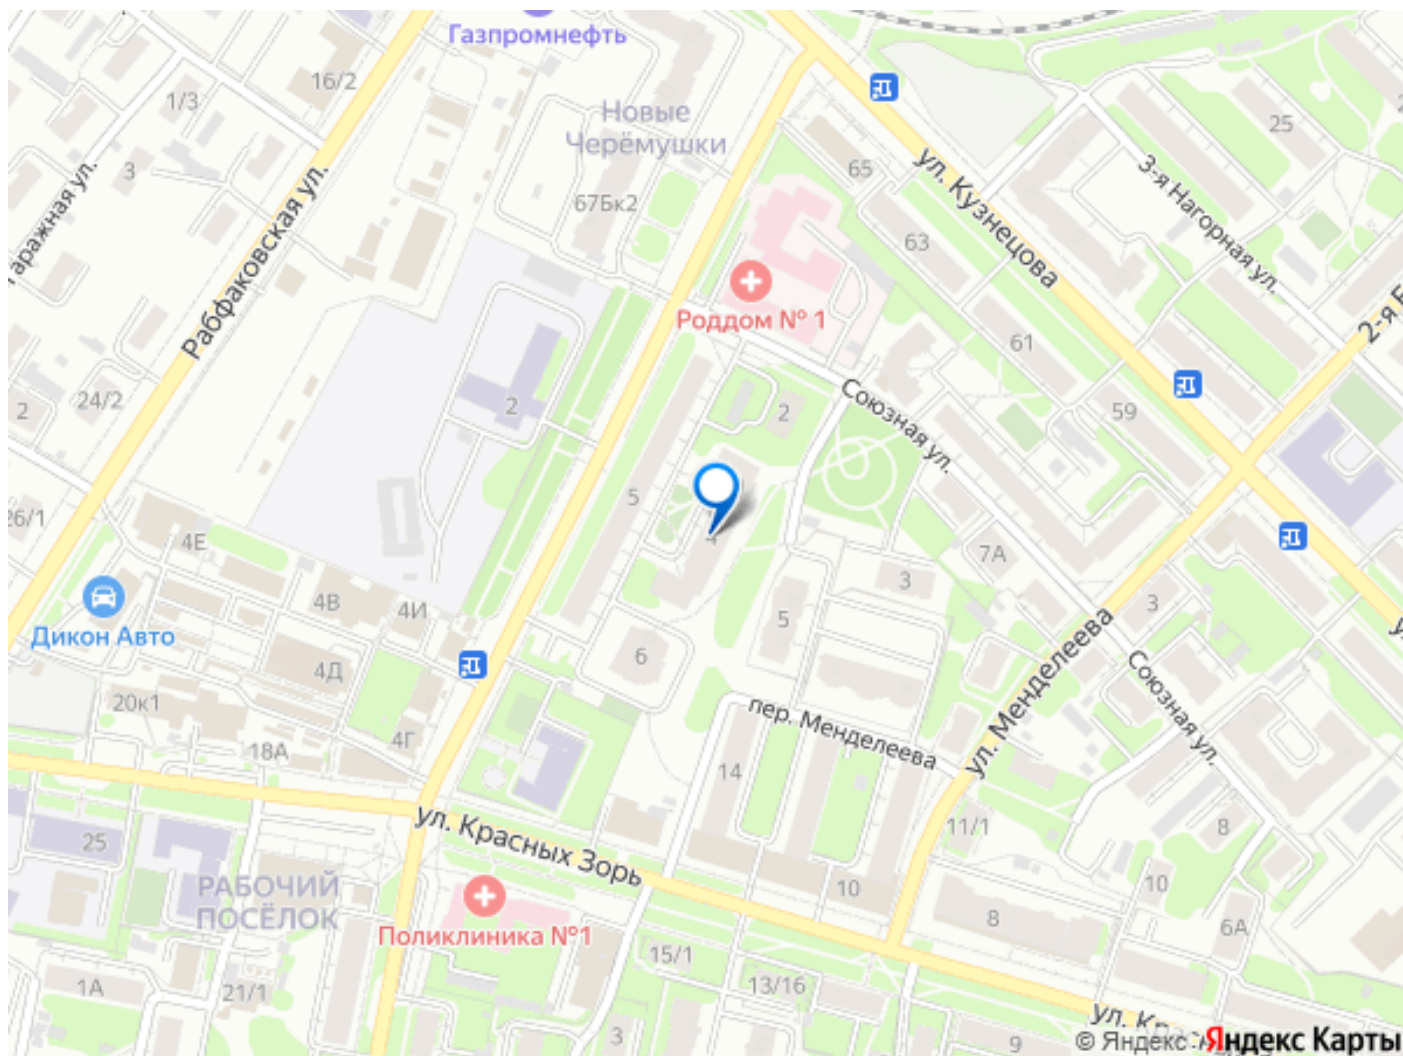 Газпромнефть
16/2
1/3
Новые
Черёмушки
25
3
65
ул. Кузнецова
3-я Нагорная ул.
Рабфаковская ул.
67Бк2
63
Роддом № 1
61
2-я
24/2
2
2
2
Союзная ул.
59
5
26/1
4Е
4
7А
3
3
4В
4И
5
Дикон Авто
6
4Д
ул. Менделеева
Союзная ул.
20к1
4Г
18А
пер. Менделеева
14
ул. Красных Зорь
11/1
8
25
РАБОЧИЙ
ПОСЁЛОК
10
10
8
6А
Поликлиника №1
15/1
1А
21/1
13/16
3
9
© Яндекс
Яндекс Карты